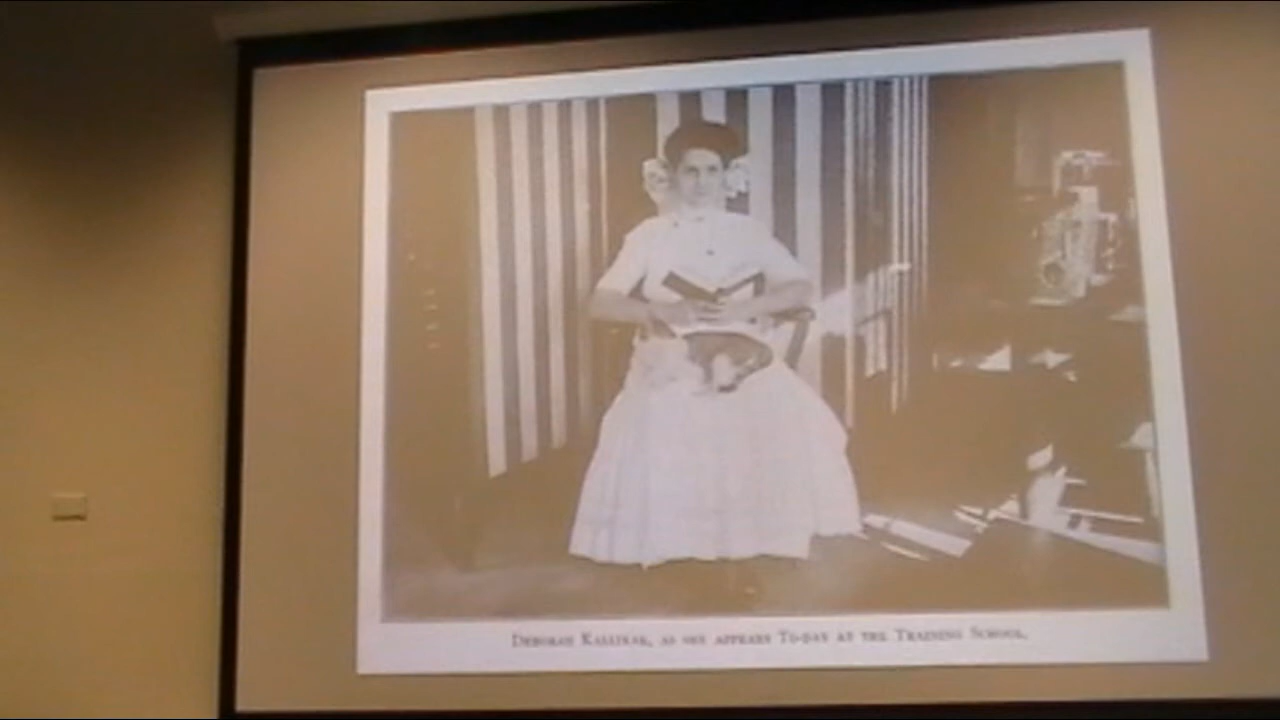 DEBORAH KALLIKAK, AS SHE APPEARS TO-DAY AT THE TRAINING SCHOOL.